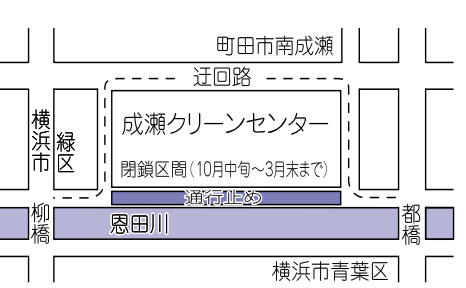 町田市南成瀬
迂回路
成瀬クリーンセンター
閉鎖区間（10月中旬～3月末まで）
通行止め
横浜市
緑区
柳橋
恩田川
都橋
横浜市青葉区